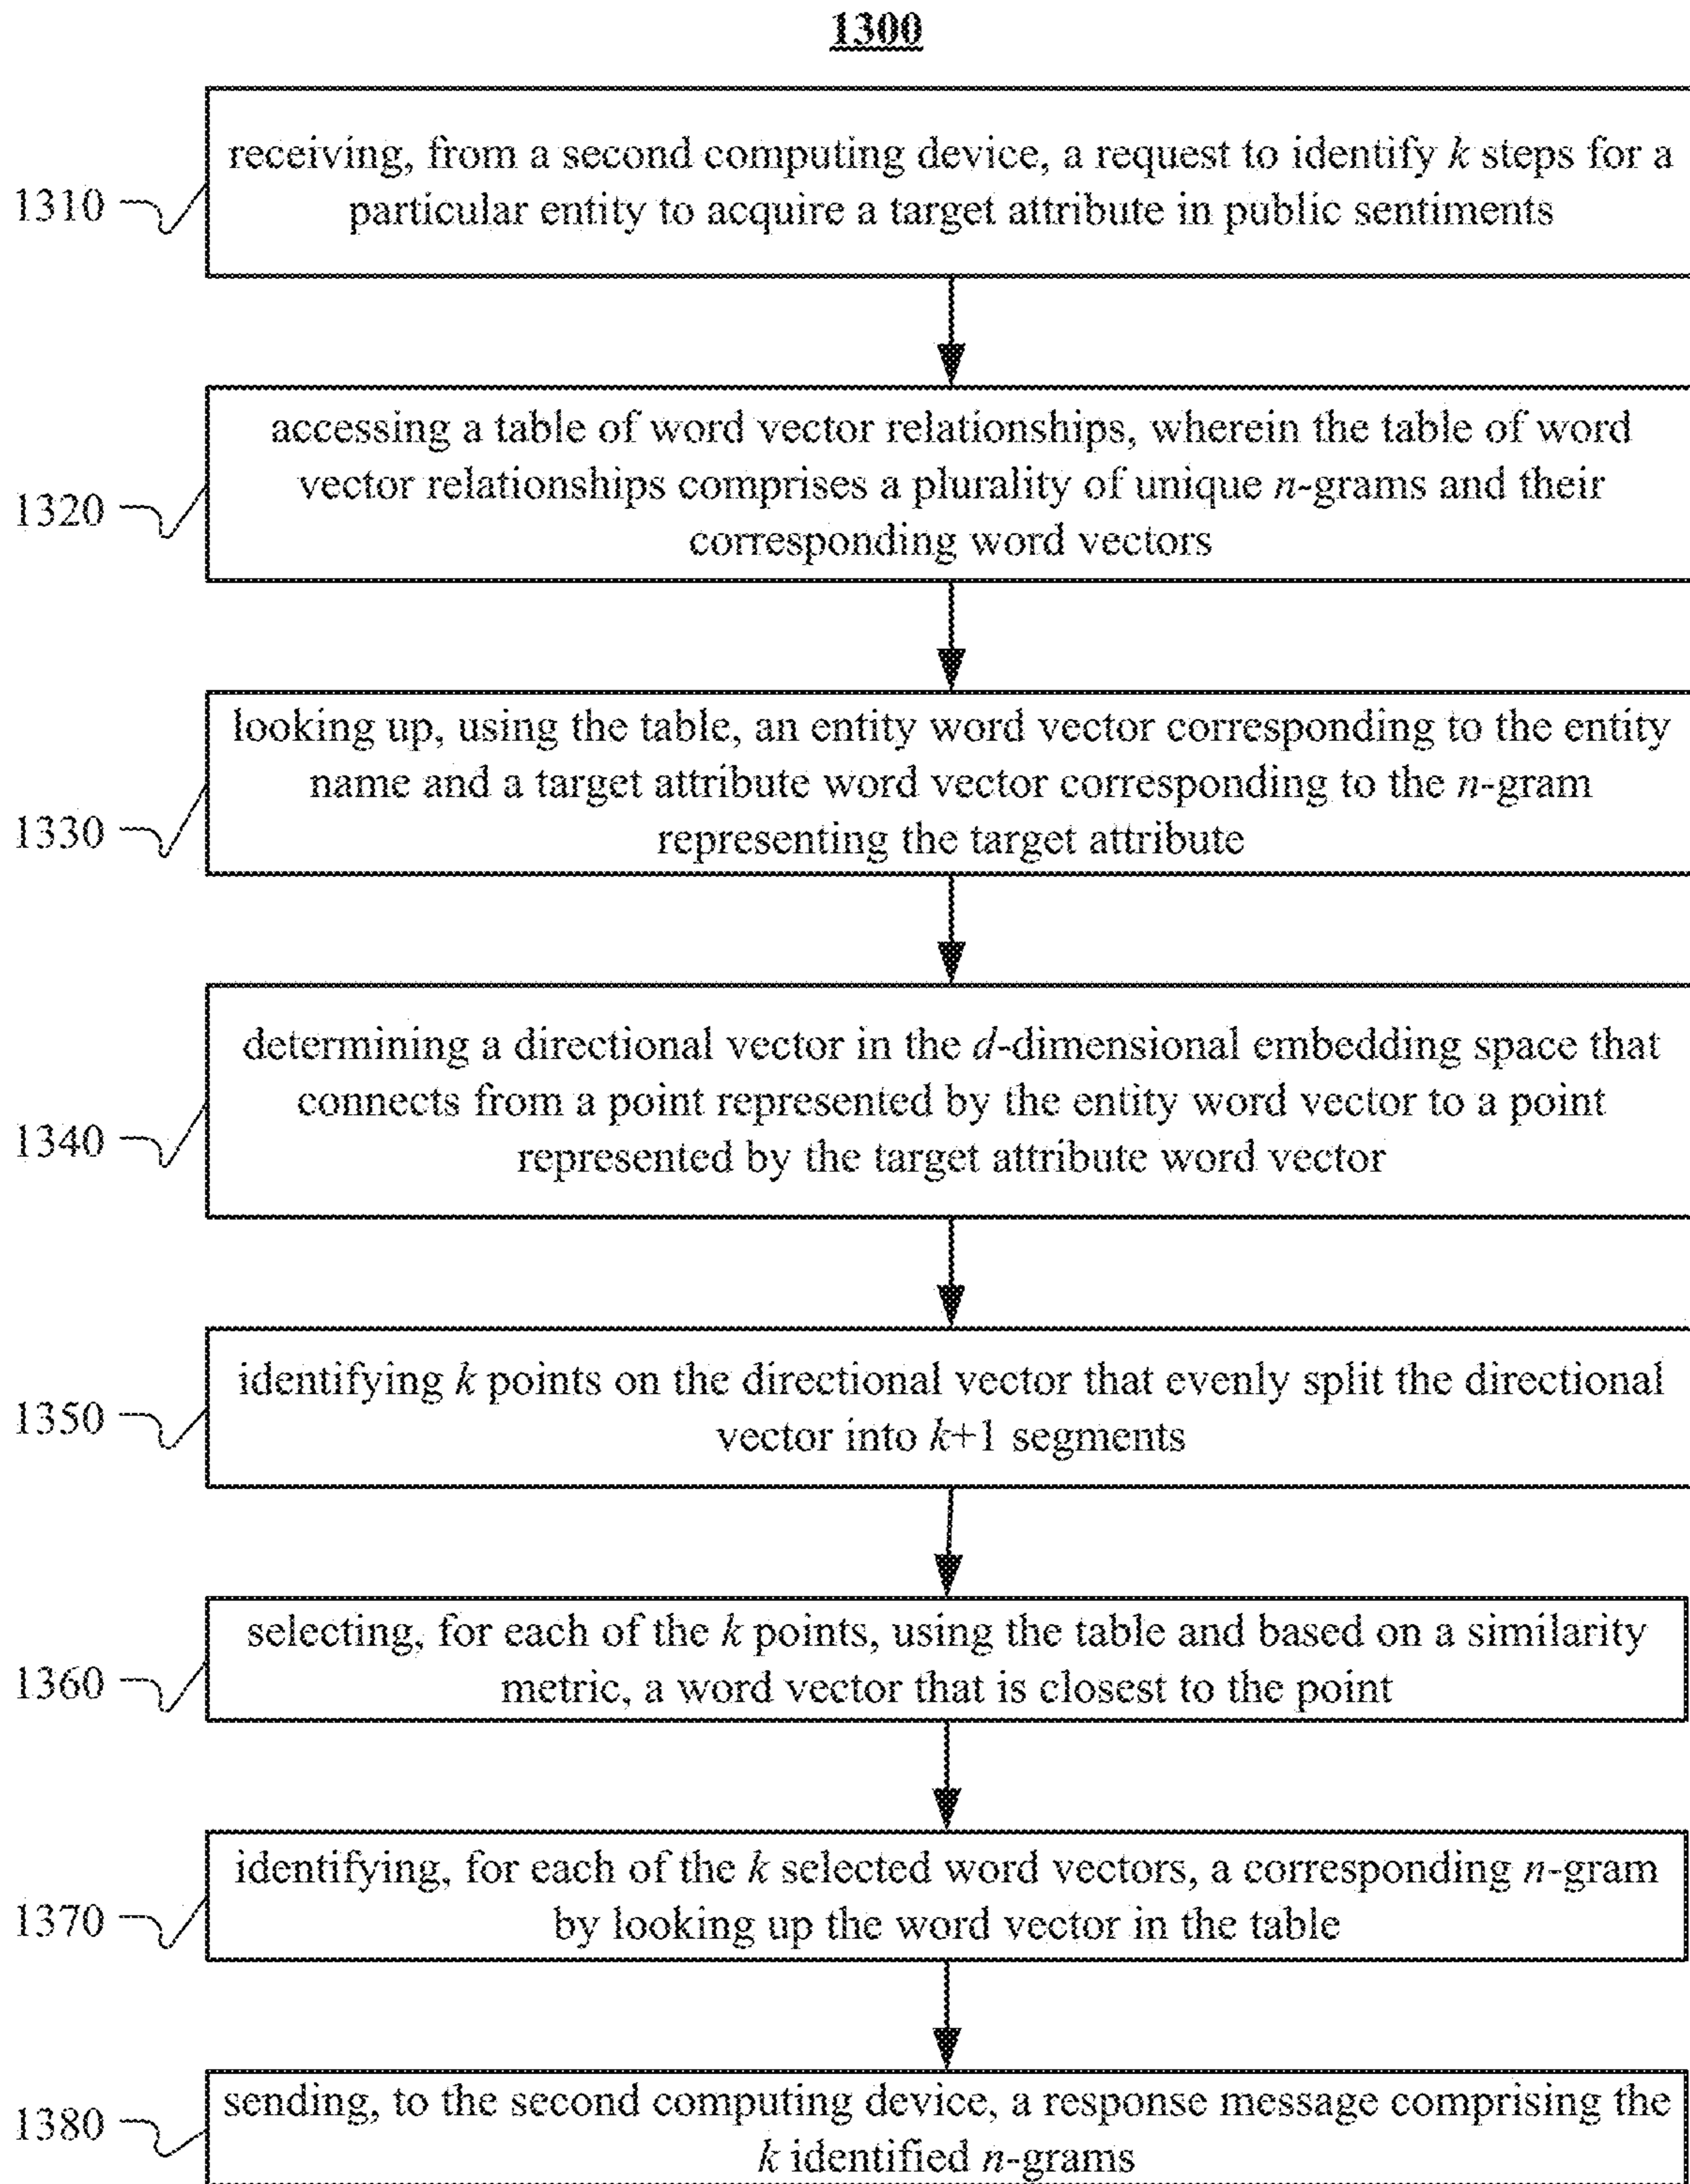 1300
receiving, from a second computing device, a request to identify k steps for a
particular entity to acquire a target attribute in public sentiments
1310
accessing a table of word vector relationships, wherein the table of word
vector relationships comprises a plurality of unique n-grams and their
corresponding word vectors
1320
looking up, using the table, an entity word vector corresponding to the entity
name and a target attribute word vector corresponding to the n-gram
representing the target attribute
1330
determining a directional vector in the d-dimensional embedding space that
connects from a point represented by the entity word vector to a point
represented by the target attribute word vector
1340
identifying k points on the directional vector that evenly split the directional
vector into k+1 segments
1350
selecting, for each of the k points, using the table and based on a similarity
metric, a word vector that is closest to the point
1360
identifying, for each of the k selected word vectors, a corresponding n-gram
by looking up the word vector in the table
1370
sending, to the second computing device, a response message comprising the
k identified n-grams
1380